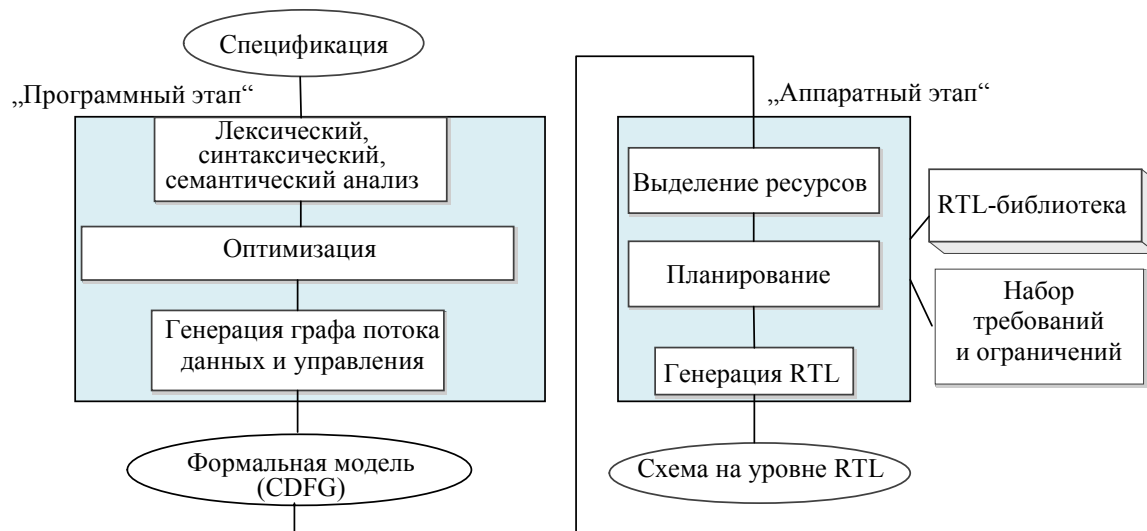 Спецификация
„Программный этап“
Лексический,
синтаксический,
семантический анализ
Оптимизация
Генерация графа потока
данных и управления
Формальная модель
(CDFG)
„Аппаратный этап“
Выделение ресурсов
Планирование
Генерация RTL
Схема на уровне RTL
RTL-библиотека
Набор
требований
и ограничений